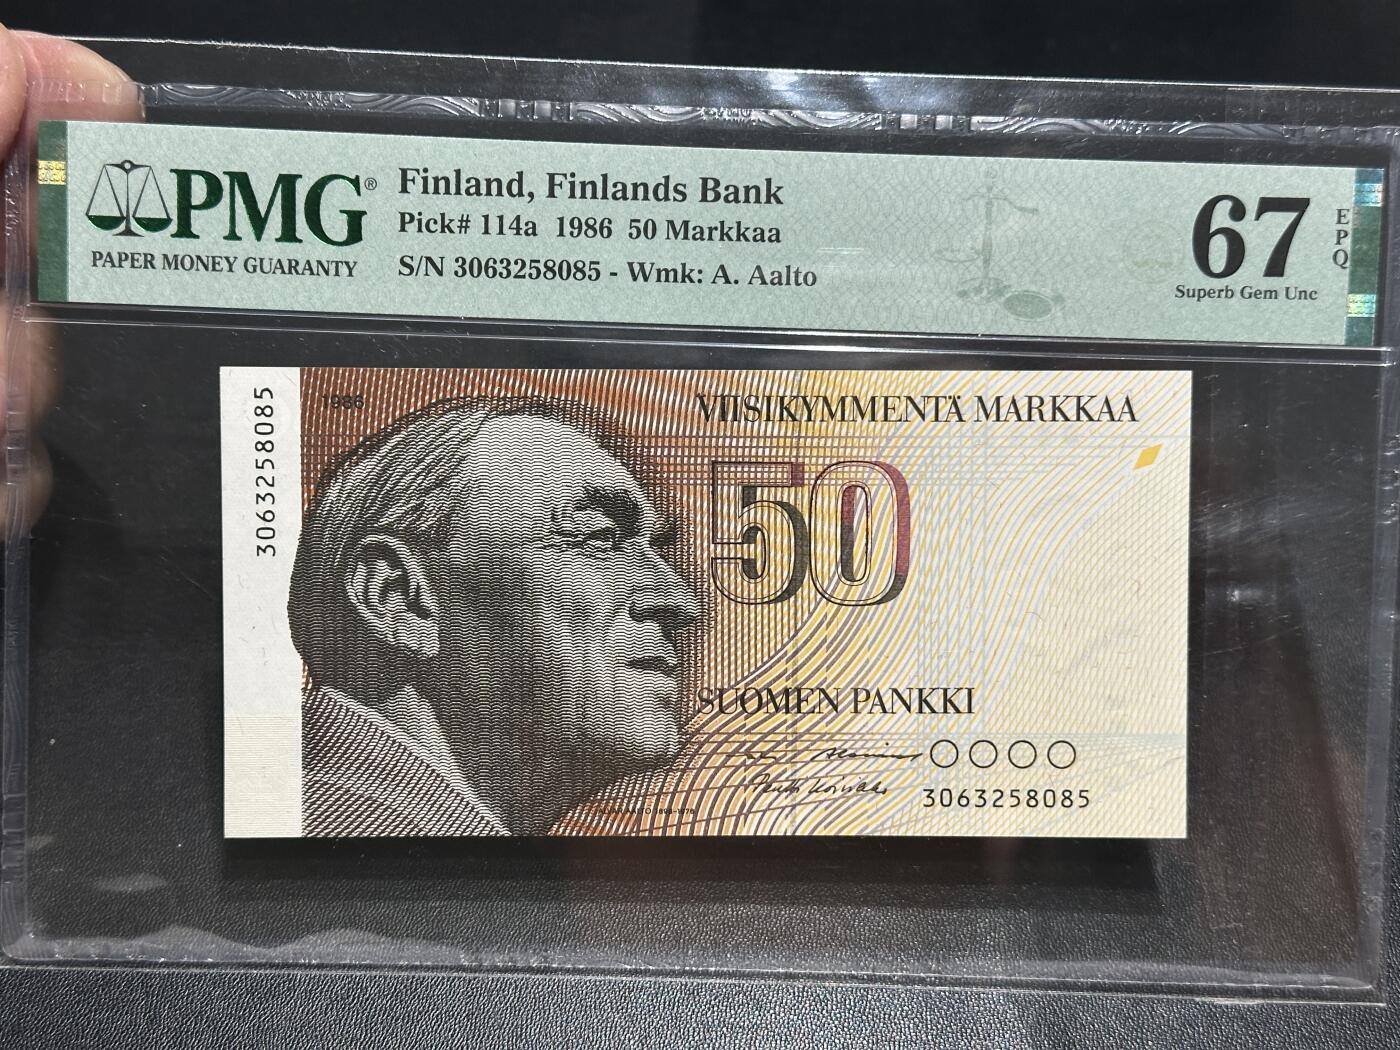 PMG®
PAPER MONEY GUARANTY
Finland, Finlands Bank
Pick# 114a 1986 50 Markkaa
S/N 3063258085 - Wmk: A. Aalto
67
EPQ
Superb Gem Unc
3063258085
1986
VIISIKYMMENTÄ MARKKAA
50
SUOMEN PANKKI
3063258085